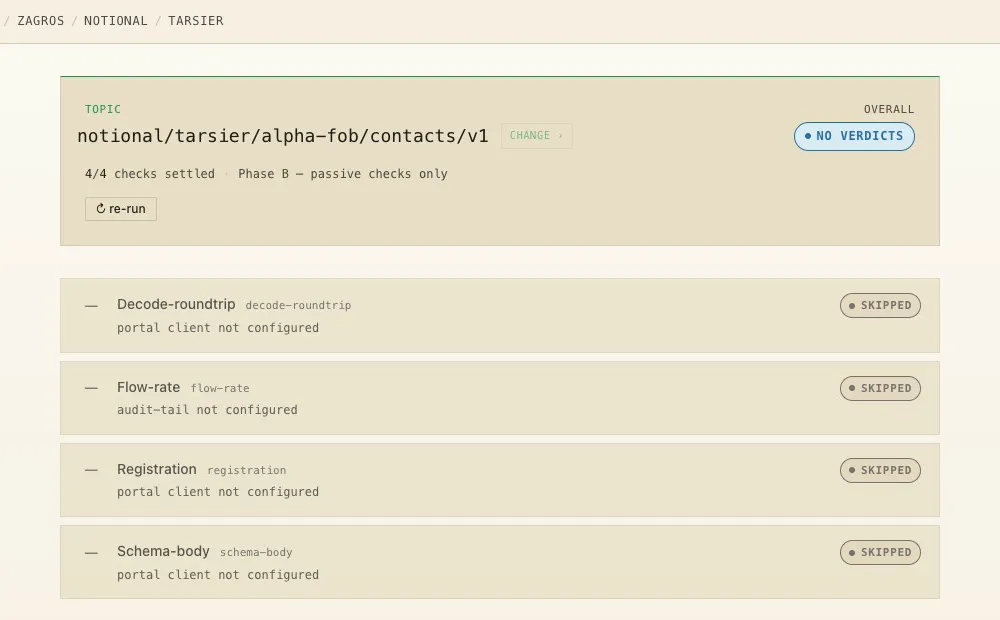 / ZAGROS / NOTIONAL / TARSIER
TOPIC
OVERALL
notional/tarsier/alpha-fob/contacts/v1 CHANGE ›
NO VERDICTS
4/4 checks settled · Phase B — passive checks only
↻ re-run
— Decode-roundtrip decode-roundtrip
SKIPPED
portal client not configured
— Flow-rate flow-rate
SKIPPED
audit-tail not configured
— Registration registration
SKIPPED
portal client not configured
— Schema-body schema-body
SKIPPED
portal client not configured